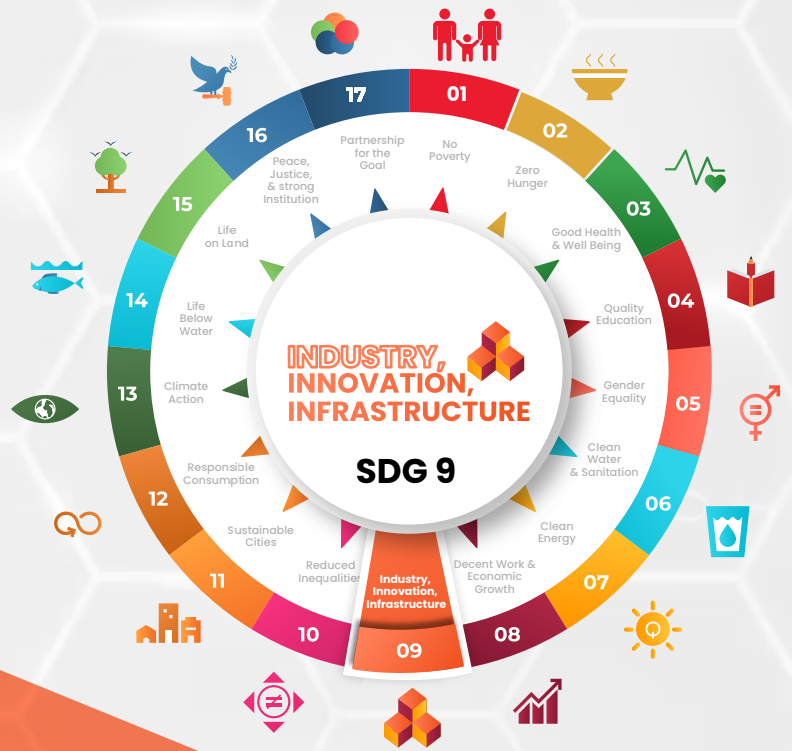 17
01
02
03
04
05
06
07
08
09
10
11
12
13
14
15
16
Partnership
for the
Goal
No
Poverty
Zero
Hunger
Good Health
& Well Being
Quality
Education
Gender
Equality
Clean
Water
& Sanitation
Clean
Energy
Decent Work &
Economic
Growth
Industry,
Innovation,
Infrastructure
Reduced
Inequalities
Sustainable
Cities
Responsible
Consumption
Climate
Action
Life
Below
Water
Life
on Land
Peace,
Justice,
& strong
Institution
INDUSTRY,
INNOVATION,
INFRASTRUCTURE
SDG 9